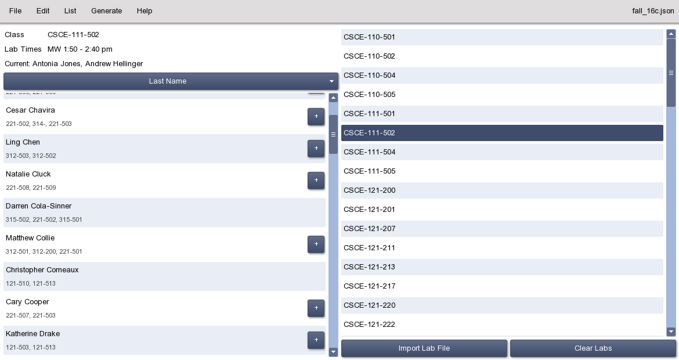 File Edit List Generate Help fall_16c.json
Class CSCE-111-502
Lab Times MW 1:50 - 2:40 pm
Current: Antonia Jones, Andrew Hellinger
Last Name
Cesar Chavira
221-502, 314-, 221-503
+
Ling Chen
312-503, 312-502
+
Natalie Cluck
221-508, 221-509
+
Darren Cola-Sinner
315-502, 221-502, 315-501
Matthew Collie
312-501, 312-200, 221-501
+
Christopher Comeaux
121-510, 121-513
Cary Cooper
221-507, 221-503
+
Katherine Drake
121-503, 121-513
+
CSCE-110-501
CSCE-110-502
CSCE-110-504
CSCE-110-505
CSCE-111-501
CSCE-111-502
CSCE-111-504
CSCE-111-505
CSCE-121-200
CSCE-121-201
CSCE-121-207
CSCE-121-211
CSCE-121-213
CSCE-121-217
CSCE-121-220
CSCE-121-222
Import Lab File
Clear Labs